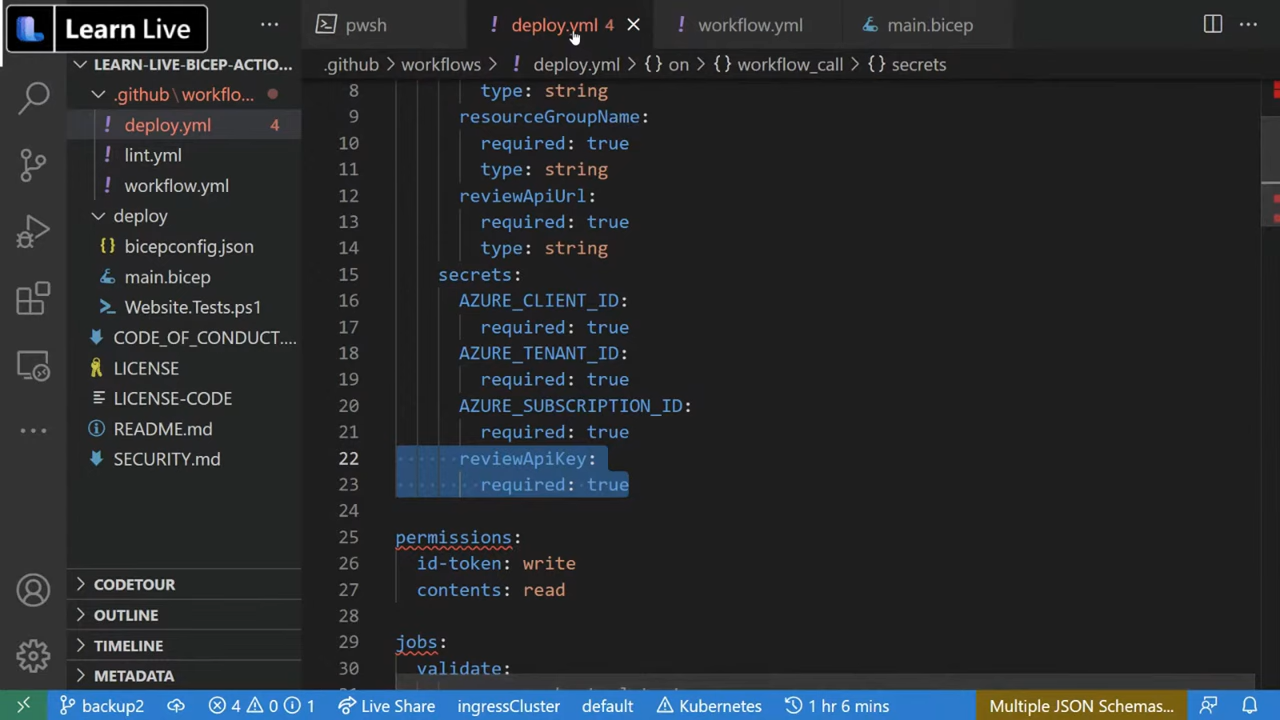 Learn Live
pwsh
deploy.yml 4
workflow.yml
main.bicep
LEARN-LIVE-BICEP-ACTIO...
.github\workflo...
deploy.yml 4
lint.yml
workflow.yml
deploy
bicepconfig.json
main.bicep
Website.Tests.ps1
CODE_OF_CONDUCT....
LICENSE
LICENSE-CODE
README.md
SECURITY.md
CODETOUR
OUTLINE
TIMELINE
METADATA
.github > workflows > deploy.yml > {} on > {} workflow_call > {} secrets
8 type: string
9 resourceGroupName:
10 required: true
11 type: string
12 reviewApiUrl:
13 required: true
14 type: string
15 secrets:
16 AZURE_CLIENT_ID:
17 required: true
18 AZURE_TENANT_ID:
19 required: true
20 AZURE_SUBSCRIPTION_ID:
21 required: true
22 reviewApiKey:
23 required: true
24
25 permissions:
26 id-token: write
27 contents: read
28
29 jobs:
30 validate:
backup2 4 0 1 Live Share ingressCluster default Kubernetes 1 hr 6 mins Multiple JSON Schemas...